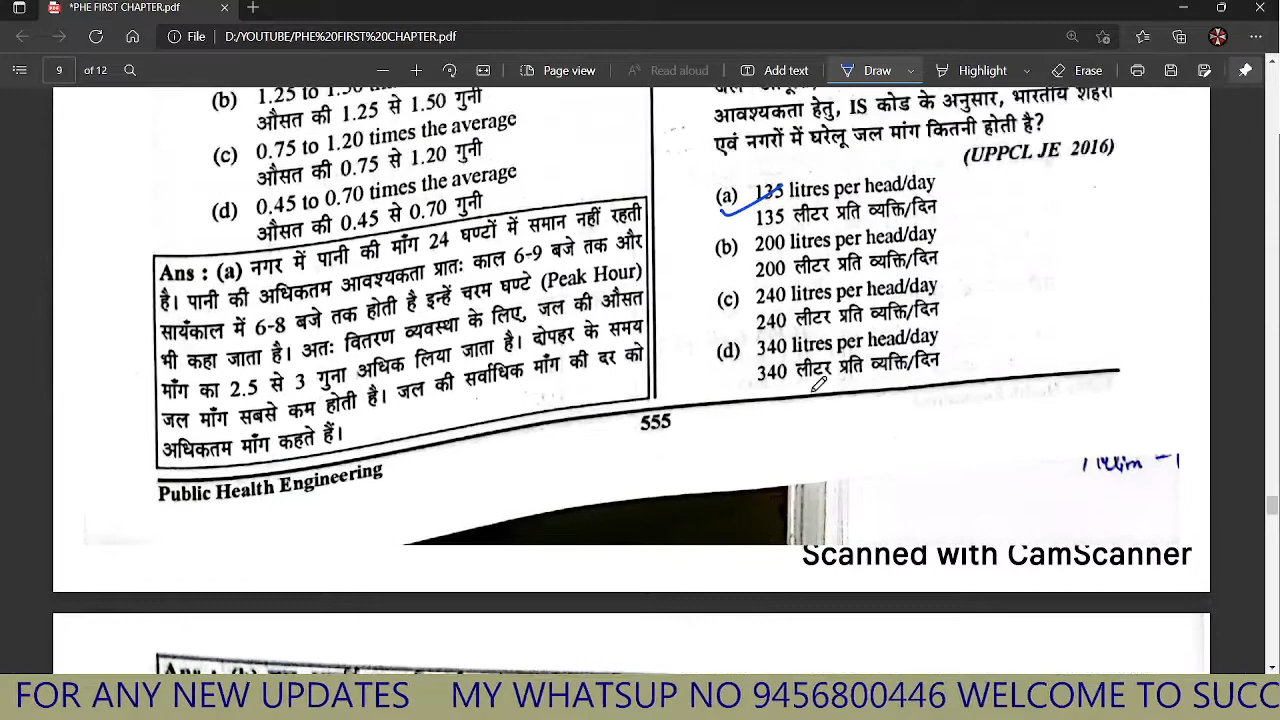 *PHE FIRST CHAPTER.pdf
File D:/YOUTUBE/PHE%20FIRST%20CHAPTER.pdf
9 of 12
Page view
Read aloud
Add text
Draw
Highlight
Erase
(b)
औसत की 1.25 से 1.50 गुनी
(c) 0.75 to 1.20 times the average
औसत की 0.75 से 1.20 गुनी
(d) 0.45 to 0.70 times the average
औसत की 0.45 से 0.70 गुनी
Ans : (a) नगर में पानी की माँग 24 घण्टों में समान नहीं रहती
है। पानी की अधिकतम आवश्यकता प्रातः काल 6-9 बजे तक और
सायँकाल में 6-8 बजे तक होती है इन्हें चरम घण्टे (Peak Hour)
भी कहा जाता है। अतः वितरण व्यवस्था के लिए, जल की औसत
माँग का 2.5 से 3 गुना अधिक लिया जाता है। दोपहर के समय
जल माँग सबसे कम होती है। जल की सर्वाधिक माँग की दर को
अधिकतम माँग कहते हैं।
Public Health Engineering
555
आवश्यकता हेतु, IS कोड के अनुसार, भारतीय शहरों
एवं नगरों में घरेलू जल मांग कितनी होती है?
(UPPCL JE 2016)
(a) 135 litres per head/day
135 लीटर प्रति व्यक्ति/दिन
(b) 200 litres per head/day
200 लीटर प्रति व्यक्ति/दिन
(c) 240 litres per head/day
240 लीटर प्रति व्यक्ति/दिन
(d) 340 litres per head/day
340 लीटर प्रति व्यक्ति/दिन
Scanned with CamScanner
FOR ANY NEW UPDATES MY WHATSUP NO 9456800446 WELCOME TO SUCC